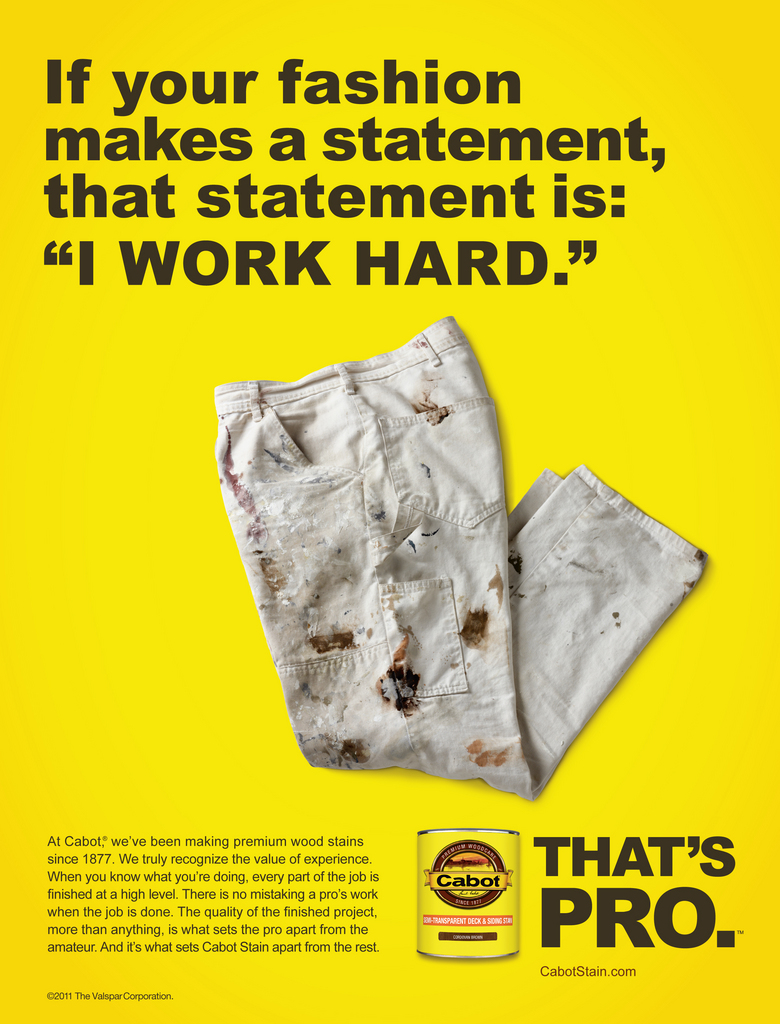 If your fashion
makes a statement,
that statement is:
“I WORK HARD.”
At Cabot,® we’ve been making premium wood stains
since 1877. We truly recognize the value of experience.
When you know what you’re doing, every part of the job is
finished at a high level. There is no mistaking a pro’s work
when the job is done. The quality of the finished project,
more than anything, is what sets the pro apart from the
amateur. And it’s what sets Cabot Stain apart from the rest.
PREMIUM WOODCARE
Cabot
SINCE 1877
SEMI-TRANSPARENT DECK & SIDING STAIN
CORDOVAN BROWN
THAT’S
PRO.™
CabotStain.com
©2011 The Valspar Corporation.